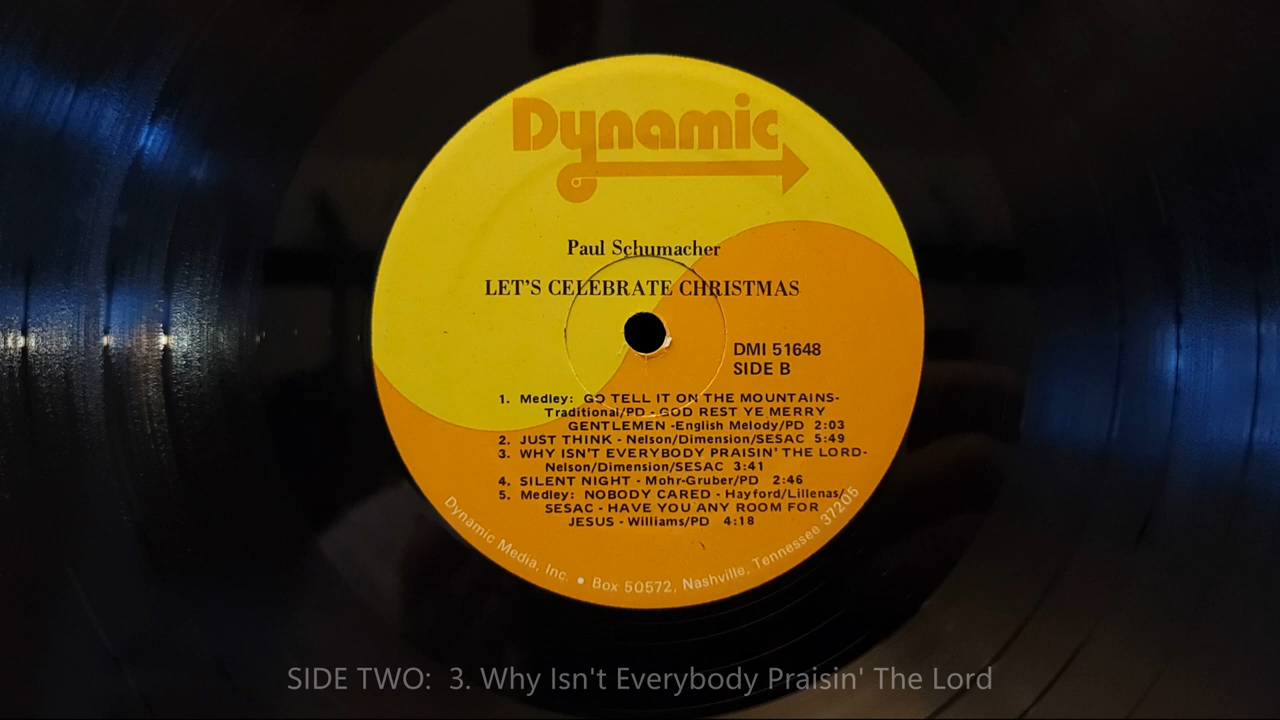 Dynamic
Paul Schumacher
LET'S CELEBRATE CHRISTMAS
DMI 51648
SIDE B
1. Medley: GO TELL IT ON THE MOUNTAINS-
Traditional/PD - GOD REST YE MERRY
GENTLEMEN -English Melody/PD 2:03
2. JUST THINK - Nelson/Dimension/SESAC 5:49
3. WHY ISN'T EVERYBODY PRAISIN' THE LORD-
Nelson/Dimension/SESAC 3:41
4. SILENT NIGHT - Mohr-Gruber/PD 2:46
5. Medley: NOBODY CARED - Hayford/Lillenas/
SESAC - HAVE YOU ANY ROOM FOR
JESUS - Williams/PD 4:18
Dynamic Media, Inc. • Box 50572, Nashville, Tennessee 37205
SIDE TWO: 3. Why Isn't Everybody Praisin' The Lord